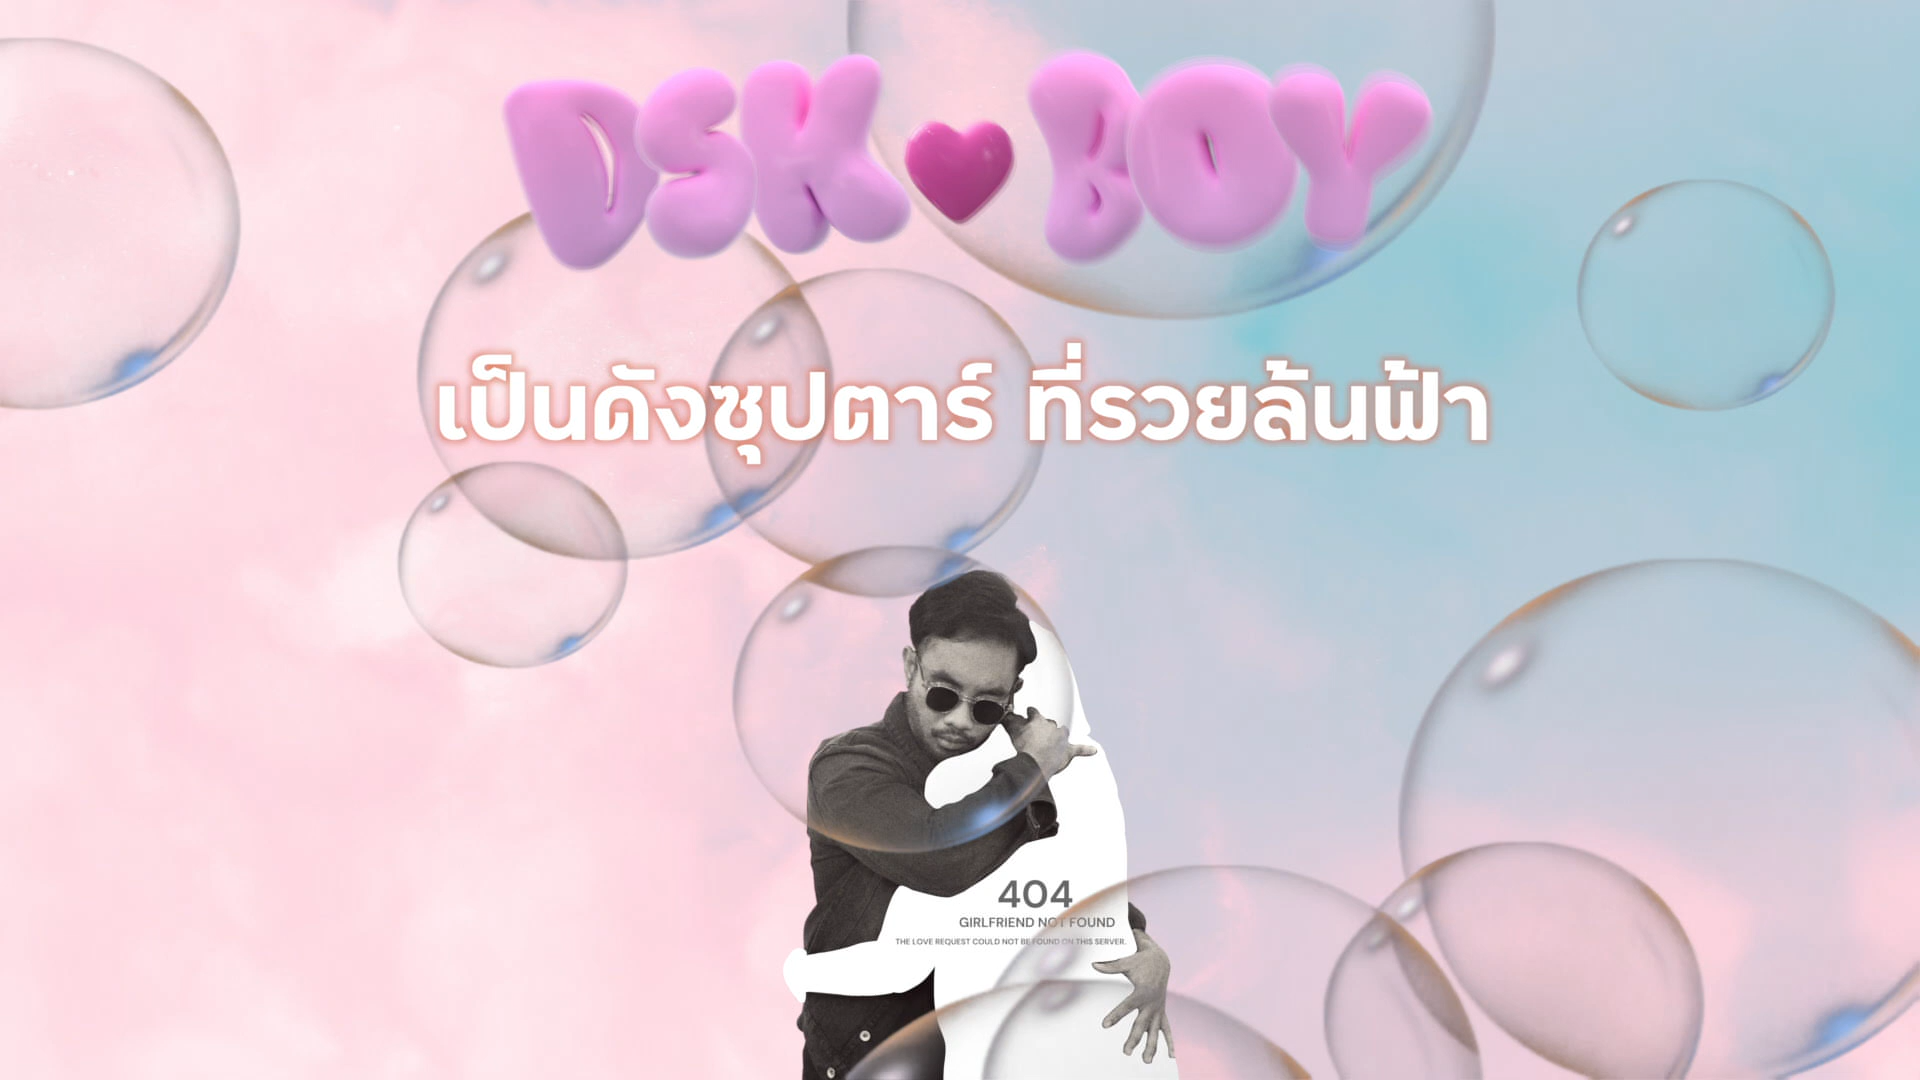 DSK BOY
เป็นดังซุปตาร์ ที่รวยล้นฟ้า
404
GIRLFRIEND NOT FOUND
THE LOVE REQUEST COULD NOT BE FOUND ON THIS SERVER.